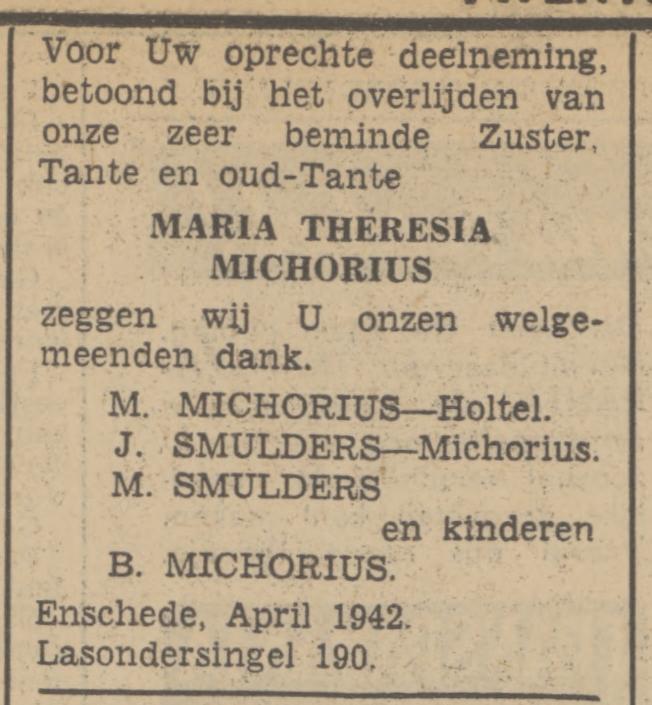 Voor Uw oprechte deelneming,
betoond bij het overlijden van
onze zeer beminde Zuster,
Tante en oud-Tante
MARIA THERESIA
MICHORIUS
zeggen wij U onzen welge-
meenden dank.
M. MICHORIUS—Holtel.
J. SMULDERS—Michorius.
M. SMULDERS
en kinderen
B. MICHORIUS.
Enschede, April 1942.
Lasondersingel 190.